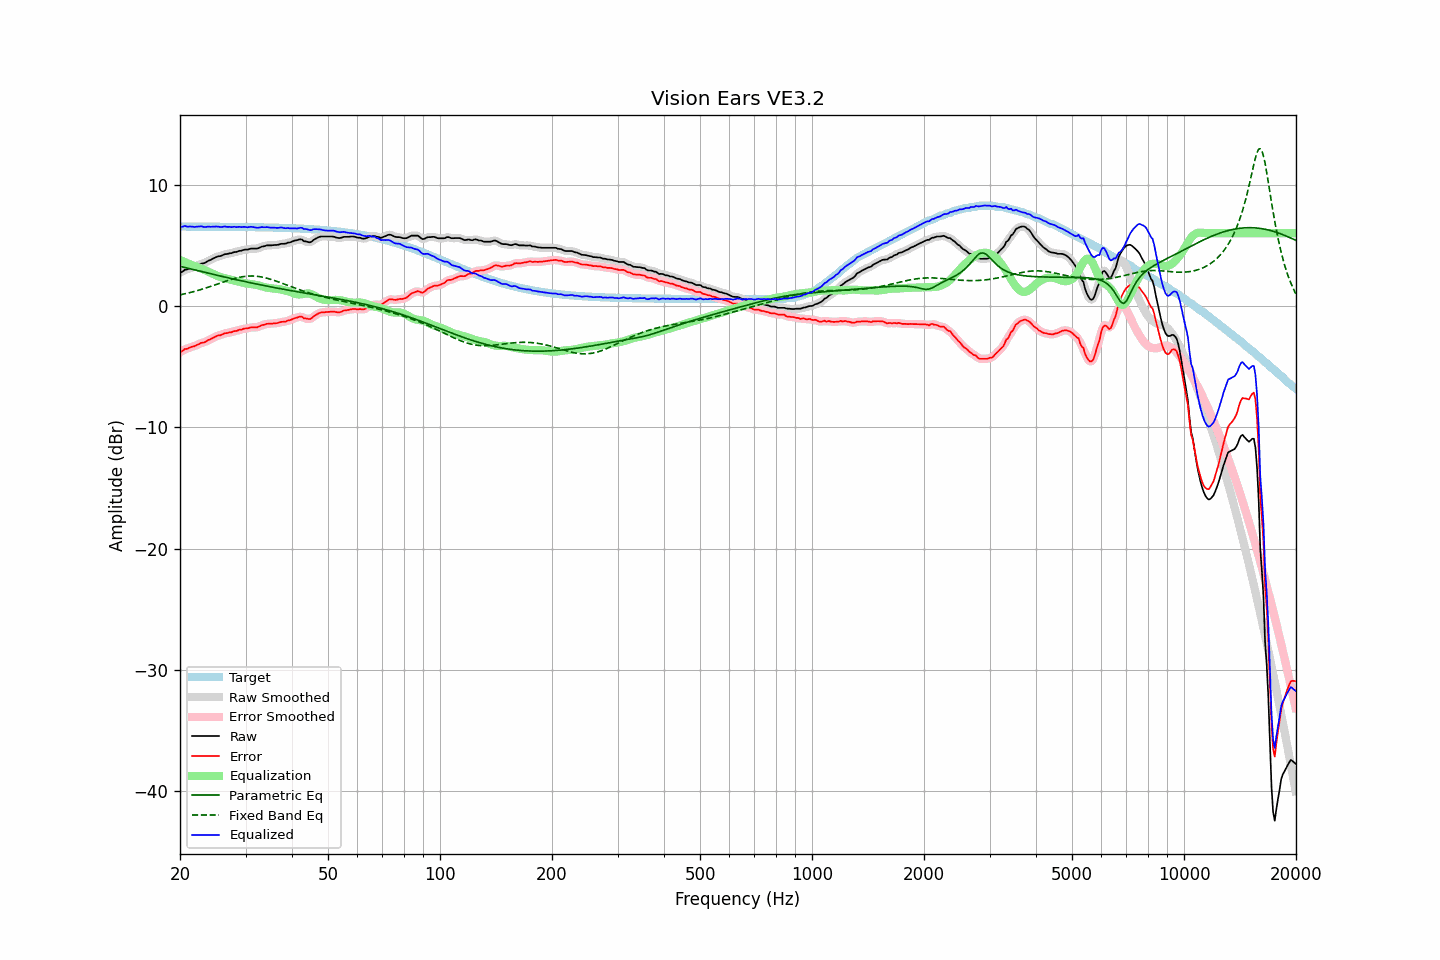 Vision Ears VE3.2
Amplitude (dBr)
10
0
−10
−20
−30
−40
Target
Raw Smoothed
Error Smoothed
Raw
Error
Equalization
Parametric Eq
Fixed Band Eq
Equalized
20 50 100 200 500 1000 2000 5000 10000 20000
Frequency (Hz)